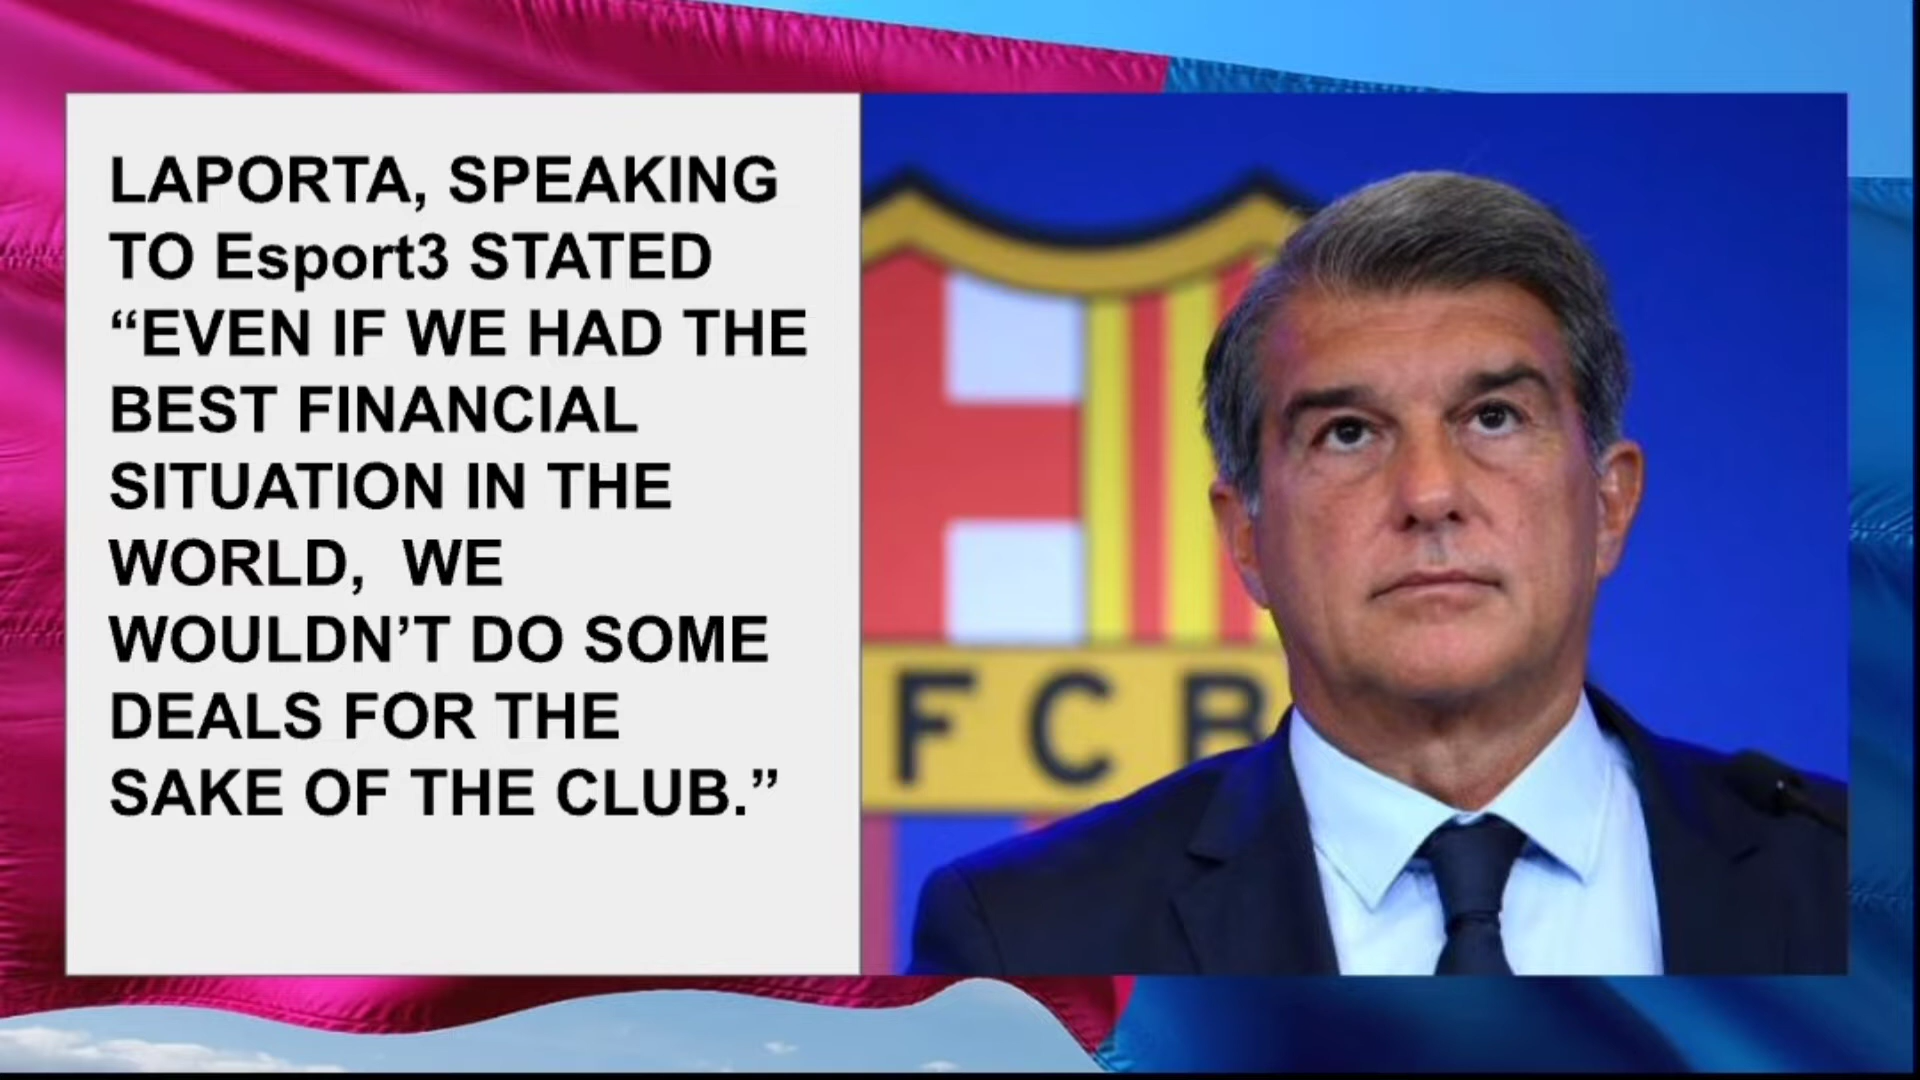 LAPORTA, SPEAKING
TO Esport3 STATED
“EVEN IF WE HAD THE
BEST FINANCIAL
SITUATION IN THE
WORLD,  WE
WOULDN’T DO SOME
DEALS FOR THE
SAKE OF THE CLUB.”
F C B